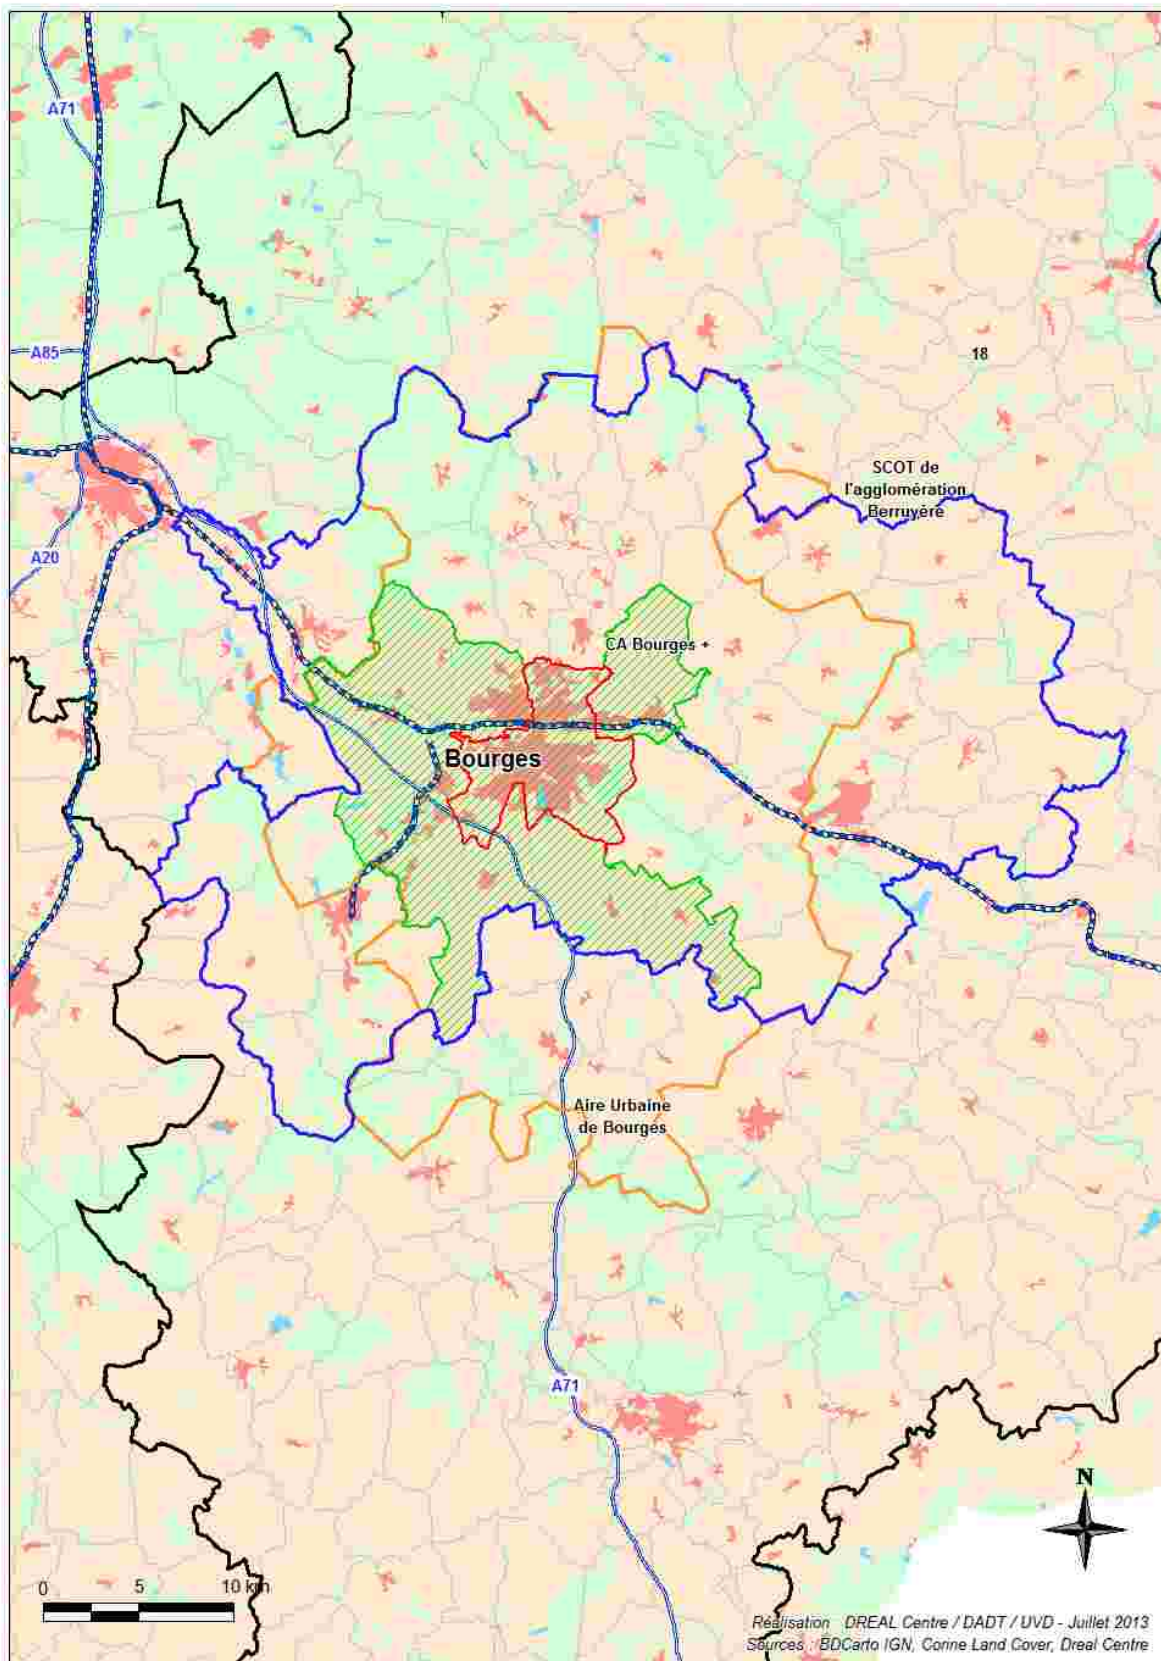 A71
A85
18
SCOT de
l'agglomération
Berruyère
A20
CA Bourges +
Bourges
Aire Urbaine
de Bourges
A71
N
0 5 10 km
Réalisation DREAL Centre / DADT / UVD - Juillet 2013
Sources : BDCarto IGN, Corine Land Cover, Dreal Centre